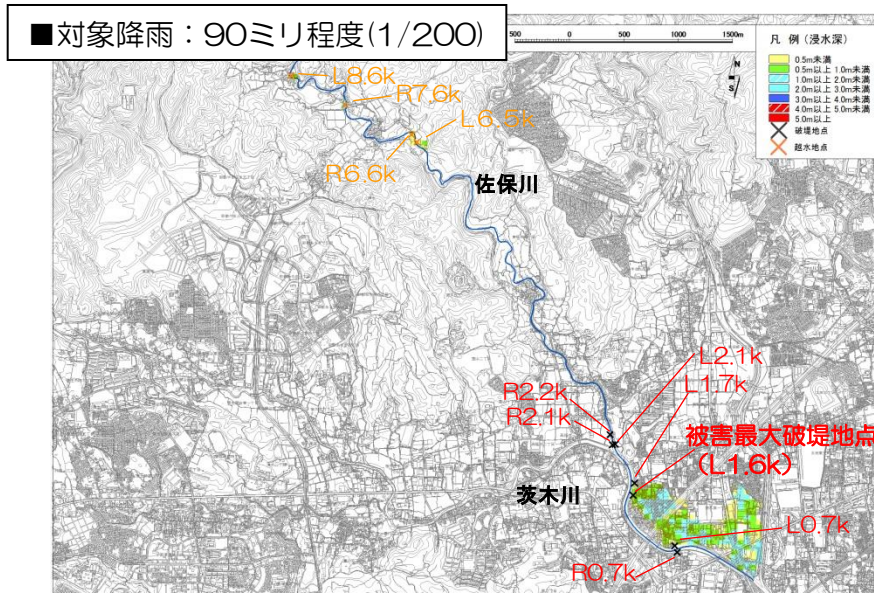 ■対象降雨：90ミリ程度(1/200)
500 0 500 1000 1500m
凡 例（浸水深）
0.5m未満
0.5m以上 1.0m未満
1.0m以上 2.0m未満
2.0m以上 3.0m未満
3.0m以上 4.0m未満
4.0m以上 5.0m未満
5.0m以上
破堤地点
越水地点
N
S
L8.6k
R7.6k
L6.5k
R6.6k
佐保川
L2.1k
L1.7k
R2.2k
R2.1k
被害最大破堤地点
（L1.6k）
茨木川
L0.7k
R0.7k